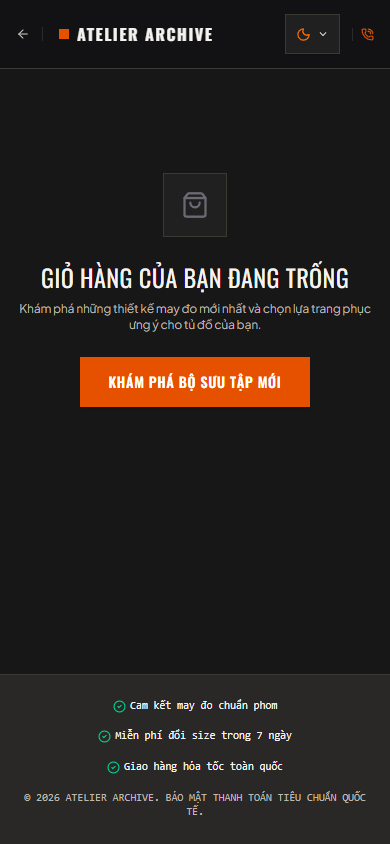 ATELIER ARCHIVE
GIỎ HÀNG CỦA BẠN ĐANG TRỐNG
Khám phá những thiết kế may đo mới nhất và chọn lựa trang phục
ưng ý cho tủ đồ của bạn.
KHÁM PHÁ BỘ SƯU TẬP MỚI
Cam kết may đo chuẩn phom
Miễn phí đổi size trong 7 ngày
Giao hàng hỏa tốc toàn quốc
© 2026 ATELIER ARCHIVE. BẢO MẬT THANH TOÁN TIÊU CHUẨN QUỐC
TẾ.